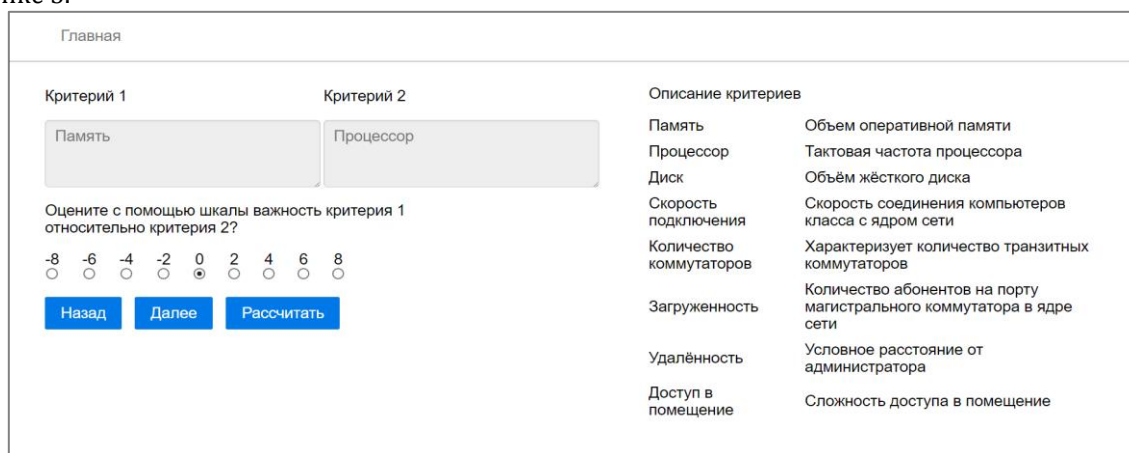 Главная
Критерий 1
Критерий 2
Память
Процессор
Оцените с помощью шкалы важность критерия 1
относительно критерия 2?
-8 -6 -4 -2 0 2 4 6 8
Назад Далее Рассчитать
Описание критериев
Память Объем оперативной памяти
Процессор Тактовая частота процессора
Диск Объём жёсткого диска
Скорость
подключения
Скорость соединения компьютеров
класса с ядром сети
Количество
коммутаторов
Характеризует количество транзитных
коммутаторов
Загруженность
Количество абонентов на порту
магистрального коммутатора в ядре
сети
Удалённость
Условное расстояние от
администратора
Доступ в
помещение
Сложность доступа в помещение